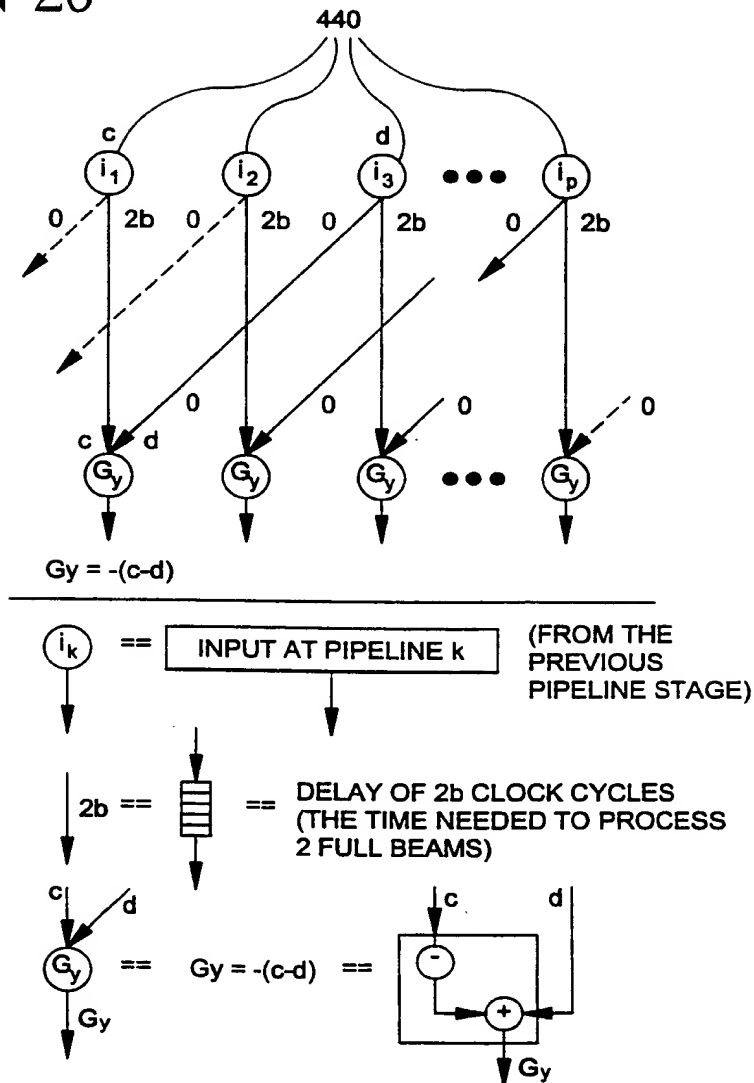 20
440
c d
i1 i2 i3 ●●● ip
0 2b 0 2b 0 2b 0 2b
0 0 0 0
c d
Gy Gy Gy ●●● Gy
Gy = -(c-d)
ik == INPUT AT PIPELINE k (FROM THE
PREVIOUS
PIPELINE STAGE)
2b == == DELAY OF 2b CLOCK CYCLES
(THE TIME NEEDED TO PROCESS
2 FULL BEAMS)
c d c d
Gy == Gy = -(c-d) == -
+
Gy Gy